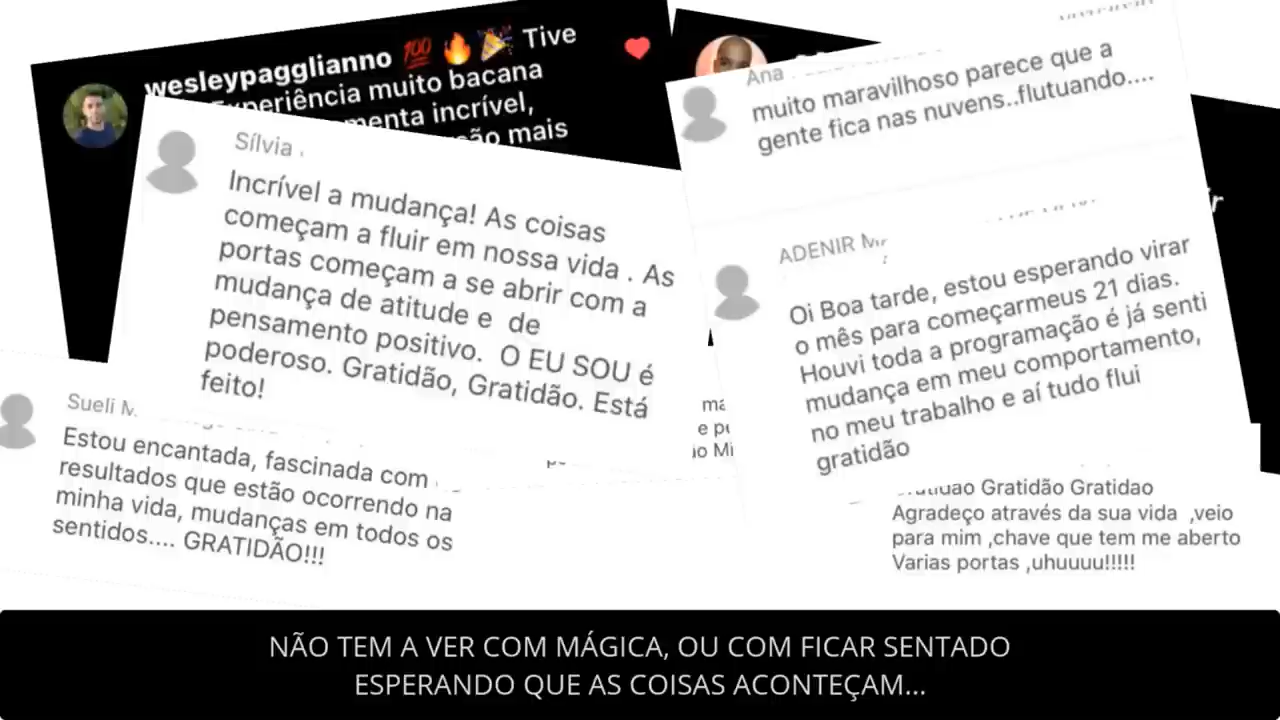 wesleypagglianno 💯 🔥 🎉 Tive
Experiência muito bacana
menta incrível,
mais
Sílvia .
Incrível a mudança! As coisas
começam a fluir em nossa vida . As
portas começam a se abrir com a
mudança de atitude e de
pensamento positivo. O EU SOU é
poderoso. Gratidão, Gratidão. Está
feito!
Ana
muito maravilhoso parece que a
gente fica nas nuvens..flutuando....
ADENIR
Oi Boa tarde, estou esperando virar
o mês para começarmeus 21 dias.
Houvi toda a programação é já senti
mudança em meu comportamento,
no meu trabalho e aí tudo flui
gratidão
Sueli M.
Estou encantada, fascinada com
resultados que estão ocorrendo na
minha vida, mudanças em todos os
sentidos.... GRATIDÃO!!!
Gratidão Gratidao
Agradeço através da sua vida ,veio
para mim ,chave que tem me aberto
Varias portas ,uhuuuu!!!!!
NÃO TEM A VER COM MÁGICA, OU COM FICAR SENTADO
ESPERANDO QUE AS COISAS ACONTEÇAM...